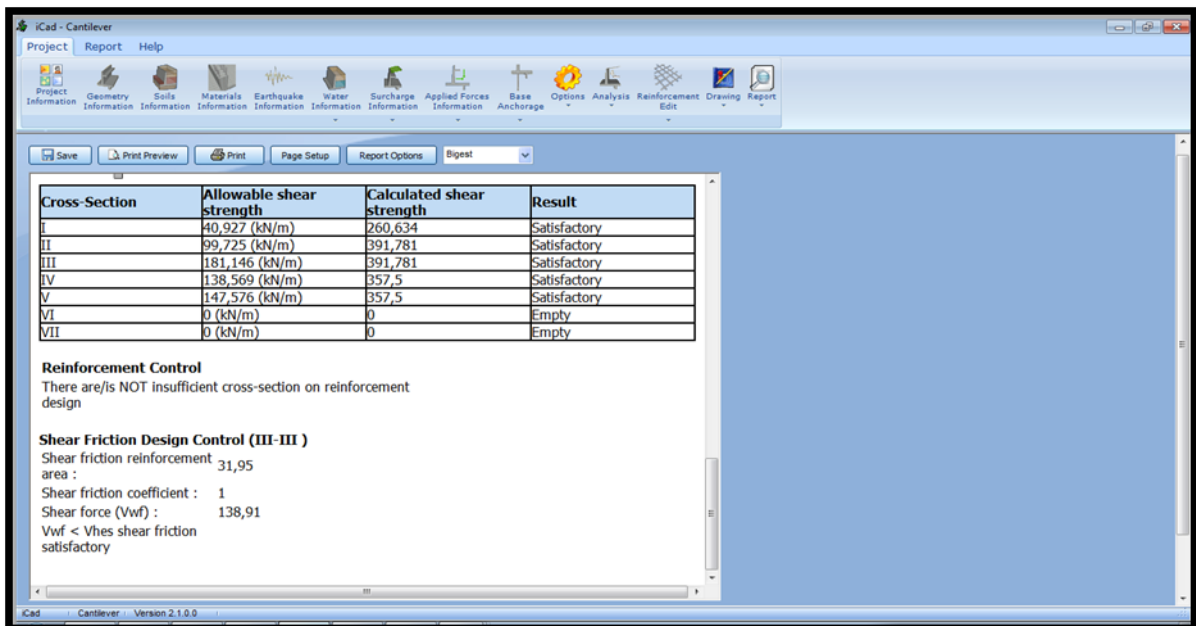 iCad - Cantilever
Project Report Help
Project Information
Geometry Information
Soils Information
Materials Information
Earthquake Information
Water Information
Surcharge Information
Applied Forces Information
Base Anchorage
Options
Analysis
Reinforcement Edit
Drawing
Report
Save Print Preview Print Page Setup Report Options Bigest
Cross-Section Allowable shear strength Calculated shear strength Result
I 40,927 (kN/m) 260,634 Satisfactory
II 99,725 (kN/m) 391,781 Satisfactory
III 181,146 (kN/m) 391,781 Satisfactory
IV 138,569 (kN/m) 357,5 Satisfactory
V 147,576 (kN/m) 357,5 Satisfactory
VI 0 (kN/m) 0 Empty
VII 0 (kN/m) 0 Empty
Reinforcement Control
There are/is NOT insufficient cross-section on reinforcement
design
Shear Friction Design Control (III-III )
Shear friction reinforcement
area : 31,95
Shear friction coefficient : 1
Shear force (Vwf) : 138,91
Vwf < Vhes shear friction
satisfactory
iCad Cantilever Version 2.1.0.0